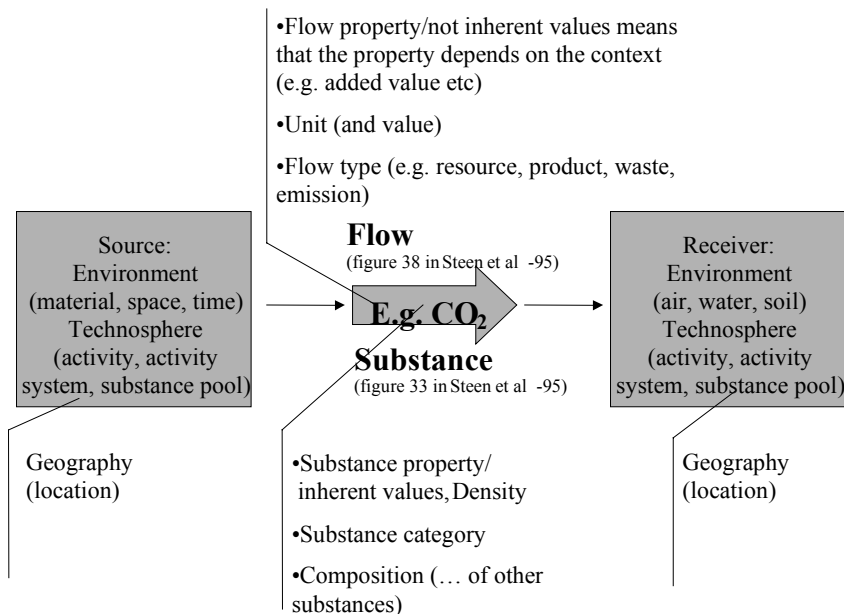 •Flow property/not inherent values means
that the property depends on the context
(e.g. added value etc)
•Unit (and value)
•Flow type (e.g. resource, product, waste,
emission)
Source:
Environment
(material, space, time)
Technosphere
(activity, activity
system, substance pool)
Flow
(figure 38 in Steen et al -95)
E.g. CO₂
Substance
(figure 33 in Steen et al -95)
Receiver:
Environment
(air, water, soil)
Technosphere
(activity, activity
system, substance pool)
Geography
(location)
•Substance property/
inherent values, Density
•Substance category
•Composition (… of other
substances)
Geography
(location)